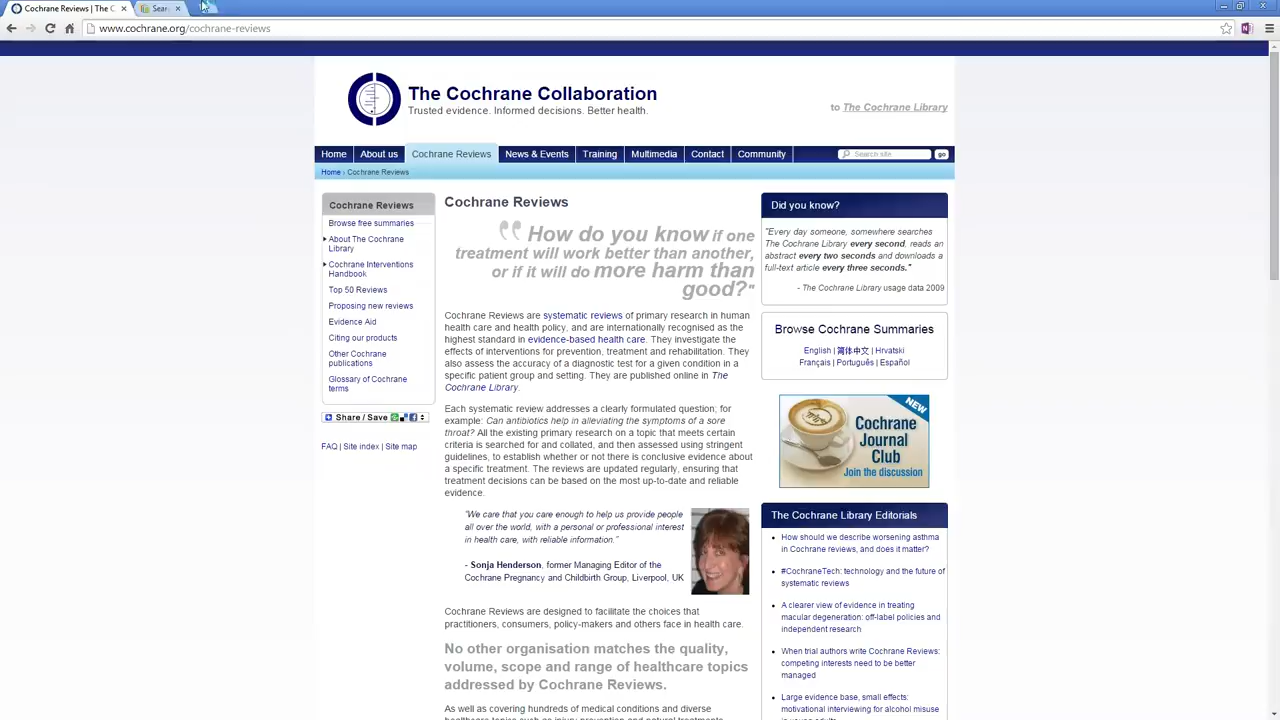 Cochrane Reviews | The C
Sear
www.cochrane.org/cochrane-reviews
The Cochrane Collaboration
Trusted evidence. Informed decisions. Better health.
to The Cochrane Library
Home
About us
Cochrane Reviews
News & Events
Training
Multimedia
Contact
Community
Search site
go
Home › Cochrane Reviews
Cochrane Reviews
Browse free summaries
About The Cochrane
Library
Cochrane Interventions
Handbook
Top 50 Reviews
Proposing new reviews
Evidence Aid
Citing our products
Other Cochrane
publications
Glossary of Cochrane
terms
Share / Save
FAQ | Site index | Site map
Cochrane Reviews
"How do you know if one
treatment will work better than another,
or if it will do more harm than
good?"
Cochrane Reviews are systematic reviews of primary research in human
health care and health policy, and are internationally recognised as the
highest standard in evidence-based health care. They investigate the
effects of interventions for prevention, treatment and rehabilitation. They
also assess the accuracy of a diagnostic test for a given condition in a
specific patient group and setting. They are published online in The
Cochrane Library.
Each systematic review addresses a clearly formulated question; for
example: Can antibiotics help in alleviating the symptoms of a sore
throat? All the existing primary research on a topic that meets certain
criteria is searched for and collated, and then assessed using stringent
guidelines, to establish whether or not there is conclusive evidence about
a specific treatment. The reviews are updated regularly, ensuring that
treatment decisions can be based on the most up-to-date and reliable
evidence.
"We care that you care enough to help us provide people
all over the world, with a personal or professional interest
in health care, with reliable information."
- Sonja Henderson, former Managing Editor of the
Cochrane Pregnancy and Childbirth Group, Liverpool, UK
Cochrane Reviews are designed to facilitate the choices that
practitioners, consumers, policy-makers and others face in health care.
No other organisation matches the quality,
volume, scope and range of healthcare topics
addressed by Cochrane Reviews.
As well as covering hundreds of medical conditions and diverse
healthcare topics such as injury prevention and natural treatments
Did you know?
"Every day someone, somewhere searches
The Cochrane Library every second, reads an
abstract every two seconds and downloads a
full-text article every three seconds."
- The Cochrane Library usage data 2009
Browse Cochrane Summaries
English | 简体中文 | Hrvatski
Français | Português | Español
NEW
Cochrane
Journal
Club
Join the discussion
The Cochrane Library Editorials
How should we describe worsening asthma
in Cochrane reviews, and does it matter?
#CochraneTech: technology and the future of
systematic reviews
A clearer view of evidence in treating
macular degeneration: off-label policies and
independent research
When trial authors write Cochrane Reviews:
competing interests need to be better
managed
Large evidence base, small effects:
motivational interviewing for alcohol misuse
in young adults